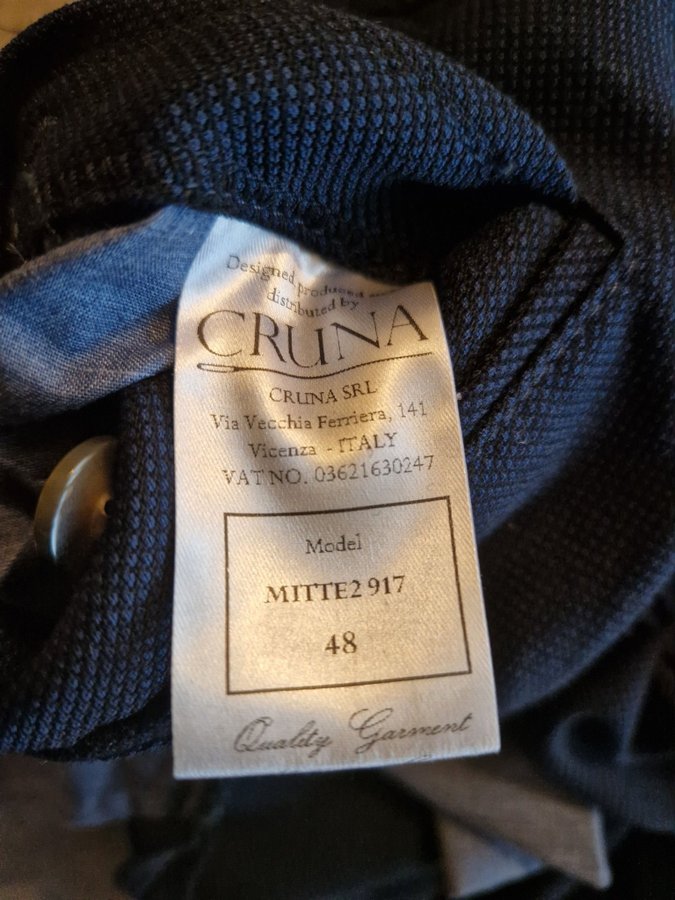 Designed produced and
distributed by
CRUNA
CRUNA SRL
Via Vecchia Ferriera, 141
Vicenza - ITALY
VAT NO. 03621630247
Model
MITTE2 917
48
Quality Garment